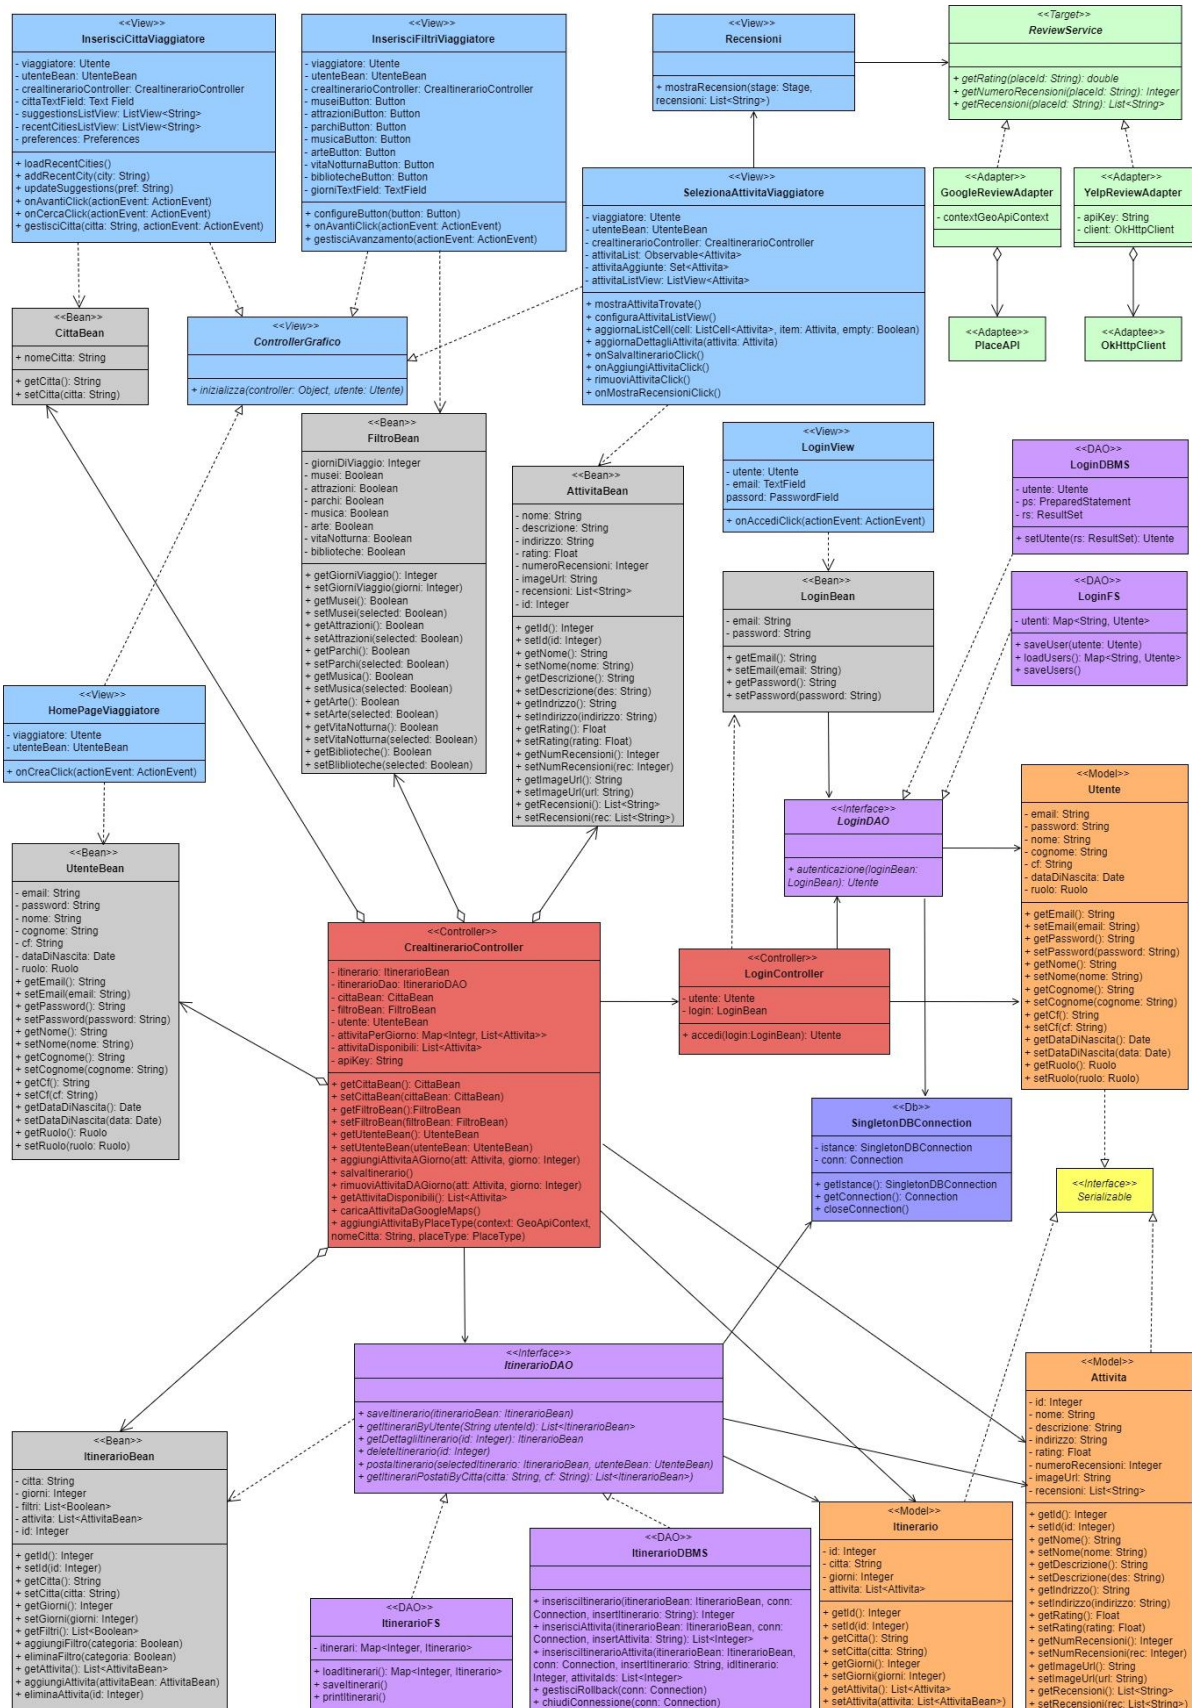 <<View>>
InserisciCittaViaggiatore
- viaggiatore: Utente
- utenteBean: UtenteBean
- creaItinerarioController: CreaItinerarioController
- cittaTextField: Text Field
- suggestionsListView: ListView<String>
- recentCitiesListView: ListView<String>
- preferences: Preferences
+ loadRecentCities()
+ addRecentCity(city: String)
+ updateSuggestions(pref: String)
+ onAvantiClick(actionEvent: ActionEvent)
+ onCercaClick(actionEvent: ActionEvent)
+ gestisciCitta(citta: String, actionEvent: ActionEvent)
<<View>>
InserisciFiltriViaggiatore
- viaggiatore: Utente
- utenteBean: UtenteBean
- creaItinerarioController: CreaItinerarioController
- museiButton: Button
- attrazioniButton: Button
- parchiButton: Button
- musicaButton: Button
- arteButton: Button
- vitaNotturnaButton: Button
- bibliotecheButton: Button
- giorniTextField: TextField
+ configureButton(button: Button)
+ onAvantiClick(actionEvent: ActionEvent)
+ gestisciAvanzamento(actionEvent: ActionEvent)
<<View>>
Recensioni
+ mostraRecension(stage: Stage,
recensioni: List<String>)
<<Target>>
ReviewService
+ getRating(placeId: String): double
+ getNumeroRecensioni(placeId: String): Integer
+ getRecensioni(placeId: String): List<String>
<<View>>
SelezionaAttivitaViaggiatore
- viaggiatore: Utente
- utenteBean: UtenteBean
- creaItinerarioController: CreaItinerarioController
- attivitaList: Observable<Attivita>
- attivitaAggiunte: Set<Attivita>
- attivitaListView: ListView<Attivita>
+ mostraAttivitaTrovate()
+ configuraAttivitaListView()
+ aggiornaListCell(cell: ListCell<Attivita>, item: Attivita, empty: Boolean)
+ aggiornaDettagliAttivita(attivita: Attivita)
+ onSalvaItinerarioClick()
+ onAggiungiAttivitaClick()
+ rimuoviAttivitaClick()
+ onMostraRecensioniClick()
<<Adapter>>
GoogleReviewAdapter
- contextGeoApiContext
<<Adapter>>
YelpReviewAdapter
- apiKey: String
- client: OkHttpClient
<<Adaptee>>
PlaceAPI
<<Adaptee>>
OkHttpClient
<<Bean>>
CittaBean
+ nomeCitta: String
+ getCitta(): String
+ setCitta(citta: String)
<<View>>
ControllerGrafico
+ inizializza(controller: Object, utente: Utente)
<<Bean>>
FiltroBean
- giorniDiViaggio: Integer
- musei: Boolean
- attrazioni: Boolean
- parchi: Boolean
- musica: Boolean
- arte: Boolean
- vitaNotturna: Boolean
- biblioteche: Boolean
+ getGiorniViaggio(): Integer
+ setGiorniViaggio(giorni: Integer)
+ getMusei(): Boolean
+ setMusei(selected: Boolean)
+ getAttrazioni(): Boolean
+ setAttrazioni(selected: Boolean)
+ getParchi(): Boolean
+ setParchi(selected: Boolean)
+ getMusica(): Boolean
+ setMusica(selected: Boolean)
+ getArte(): Boolean
+ setArte(selected: Boolean)
+ getVitaNotturna(): Boolean
+ setVitaNotturna(selected: Boolean)
+ getBiblioteche(): Boolean
+ setBliblioteche(selected: Boolean)
<<Bean>>
AttivitaBean
- nome: String
- descrizione: String
- indirizzo: String
- rating: Float
- numeroRecensioni: Integer
- imageUrl: String
- recensioni: List<String>
- id: Integer
+ getId(): Integer
+ setId(id: Integer)
+ getNome(): String
+ setNome(nome: String)
+ getDescrizione(): String
+ setDescrizione(des: String)
+ getIndrizzo(): String
+ setIndirizzo(indirizzo: String)
+ getRating(): Float
+ setRating(rating: Float)
+ getNumRecensioni(): Integer
+ setNumRecensioni(rec: Integer)
+ getImageUrl(): String
+ setImageUrl(url: String)
+ getRecensioni(): List<String>
+ setRecensioni(rec: List<String>)
<<View>>
LoginView
- utente: Utente
- email: TextField
passord: PasswordField
+ onAccediClick(actionEvent: ActionEvent)
<<DAO>>
LoginDBMS
- utente: Utente
- ps: PreparedStatement
- rs: ResultSet
+ setUtente(rs: ResultSet): Utente
<<Bean>>
LoginBean
- email: String
- password: String
+ getEmail(): String
+ setEmail(email: String)
+ getPassword(): String
+ setPassword(password: String)
<<DAO>>
LoginFS
- utenti: Map<String, Utente>
+ saveUser(utente: Utente)
+ loadUsers(): Map<String, Utente>
+ saveUsers()
<<View>>
HomePageViaggiatore
- viaggiatore: Utente
- utenteBean: UtenteBean
+ onCreaClick(actionEvent: ActionEvent)
<<Bean>>
UtenteBean
- email: String
- password: String
- nome: String
- cognome: String
- cf: String
- dataDiNascita: Date
- ruolo: Ruolo
+ getEmail(): String
+ setEmail(email: String)
+ getPassword(): String
+ setPassword(password: String)
+ getNome(): String
+ setNome(nome: String)
+ getCognome(): String
+ setCognome(cognome: String)
+ getCf(): String
+ setCf(cf: String)
+ getDataDiNascita(): Date
+ setDataDiNascita(data: Date)
+ getRuolo(): Ruolo
+ setRuolo(ruolo: Ruolo)
<<Interface>>
LoginDAO
+ autenticazione(loginBean:
LoginBean): Utente
<<Model>>
Utente
- email: String
- password: String
- nome: String
- cognome: String
- cf: String
- dataDiNascita: Date
- ruolo: Ruolo
+ getEmail(): String
+ setEmail(email: String)
+ getPassword(): String
+ setPassword(password: String)
+ getNome(): String
+ setNome(nome: String)
+ getCognome(): String
+ setCognome(cognome: String)
+ getCf(): String
+ setCf(cf: String)
+ getDataDiNascita(): Date
+ setDataDiNascita(data: Date)
+ getRuolo(): Ruolo
+ setRuolo(ruolo: Ruolo)
<<Controller>>
CreaItinerarioController
- itinerario: ItinerarioBean
- itinerarioDao: ItinerarioDAO
- cittaBean: CittaBean
- filtroBean: FiltroBean
- utente: UtenteBean
- attivitaPerGiorno: Map<Integr, List<Attivita>>
- attivitaDisponibili: List<Attivita>
- apiKey: String
+ getCittaBean(): CittaBean
+ setCittaBean(cittaBean: CittaBean)
+ getFiltroBean():FiltroBean
+ setFiltroBean(filtroBean: FiltroBean)
+ getUtenteBean(): UtenteBean
+ setUtenteBean(utenteBean: UtenteBean)
+ aggiungiAttivitaAGiorno(att: Attivita, giorno: Integer)
+ salvaItinerario()
+ rimuoviAttivitaDAGiorno(att: Attivita, giorno: Integer)
+ getAttivitaDisponibili(): List<Attivita>
+ caricaAttivitaDaGoogleMaps()
+ aggiungiAttivitaByPlaceType(context: GeoApiContext,
nomeCitta: String, placeType: PlaceType)
<<Controller>>
LoginController
- utente: Utente
- login: LoginBean
+ accedi(login:LoginBean): Utente
<<Db>>
SingletonDBConnection
- istance: SingletonDBConnection
- conn: Connection
+ getIstance(): SingletonDBConnection
+ getConnection(): Connection
+ closeConnection()
<<Interface>>
Serializable
<<Interface>>
ItinerarioDAO
+ saveItinerario(itinerarioBean: ItinerarioBean)
+ getItinerariByUtente(String utenteId): List<ItinerarioBean>
+ getDettagliItinerario(id: Integer): ItinerarioBean
+ deleteItinerario(id: Integer)
+ postaItinerario(selectedItinerario: ItinerarioBean, utenteBean: UtenteBean)
+ getItinerariPostatiByCitta(citta: String, cf: String): List<ItinerarioBean>)
<<Model>>
Attivita
- id: Integer
- nome: String
- descrizione: String
- indirizzo: String
- rating: Float
- numeroRecensioni: Integer
- imageUrl: String
- recensioni: List<String>
+ getId(): Integer
+ setId(id: Integer)
+ getNome(): String
+ setNome(nome: String)
+ getDescrizione(): String
+ setDescrizione(des: String)
+ getIndrizzo(): String
+ setIndirizzo(indirizzo: String)
+ getRating(): Float
+ setRating(rating: Float)
+ getNumRecensioni(): Integer
+ setNumRecensioni(rec: Integer)
+ getImageUrl(): String
+ setImageUrl(url: String)
+ getRecensioni(): List<String>
+ setRecensioni(rec: List<String>)
<<Bean>>
ItinerarioBean
- citta: String
- giorni: Integer
- filtri: List<Boolean>
- attivita: List<AttivitaBean>
- id: Integer
+ getId(): Integer
+ setId(id: Integer)
+ getCitta(): String
+ setCitta(citta: String)
+ getGiorni(): Integer
+ setGiorni(giorni: Integer)
+ getFiltri(): List<Boolean>
+ aggiungiFiltro(categoria: Boolean)
+ eliminaFiltro(categoria: Boolean)
+ getAttivita(): List<AttivitaBean>
+ aggiungiAttivita(attivitaBean: AttivitaBean)
+ eliminaAttivita(id: Integer)
<<DAO>>
ItinerarioFS
- itinerari: Map<Integer, Itinerario>
+ loadItinerari(): Map<Integer, Itinerario>
+ saveItinerari()
+ printItinerari()
<<DAO>>
ItinerarioDBMS
+ inserisciItinerario(itinerarioBean: ItinerarioBean, conn:
Connection, insertItinerario: String): Integer
+ inserisciAttivita(itinerarioBean: ItinerarioBean, conn:
Connection, insertAttivita: String): List<Integer>
+ inserisciItinerarioAttivita(itinerarioBean: ItinerarioBean,
conn: Connection, insertItinerario: String, idItinerario:
Integer, attivitaIds: List<Integer>
+ gestisciRollback(conn: Connection)
+ chiudiConnessione(conn: Connection)
<<Model>>
Itinerario
- id: Integer
- citta: String
- giorni: Integer
- attivita: List<Attivita>
+ getId(): Integer
+ setId(id: Integer)
+ getCitta(): String
+ setCitta(citta: String)
+ getGiorni(): Integer
+ setGiorni(giorni: Integer)
+ getAttivita(): List<Attivita>
+ setAttivita(attivita: List<AttivitaBean>)